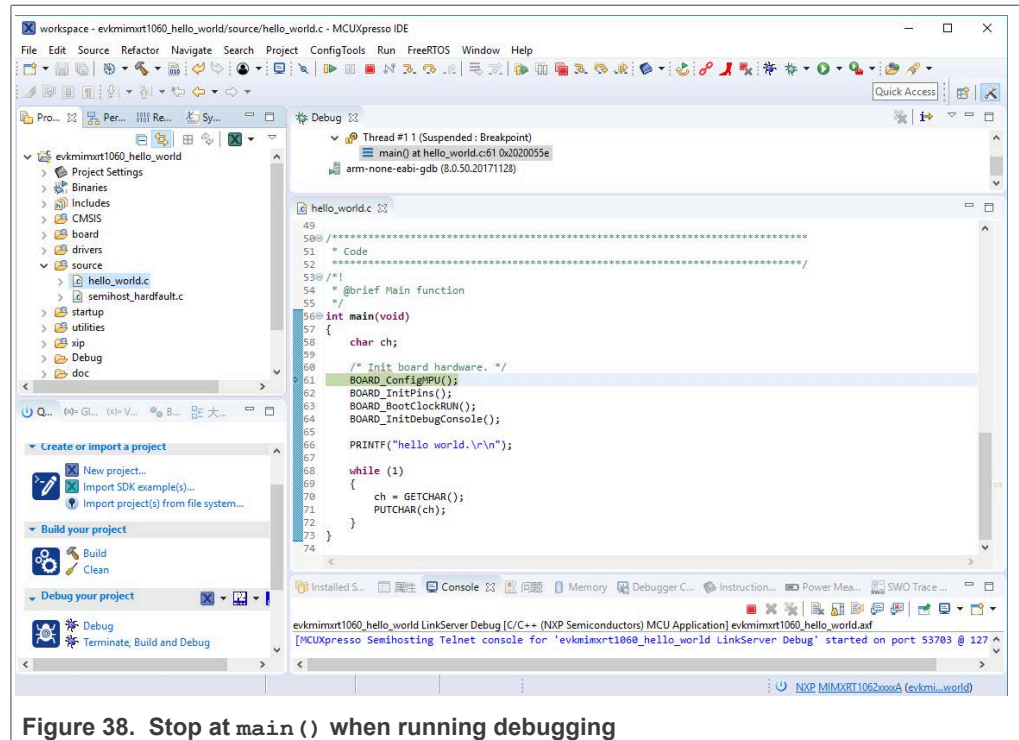 workspace - evkmimxrt1060_hello_world/source/hello_world.c - MCUXpresso IDE
File Edit Source Refactor Navigate Search Project ConfigTools Run FreeRTOS Window Help
Quick Access
Pro... Per... Re... Sy...
evkmimxrt1060_hello_world
Project Settings
Binaries
Includes
CMSIS
board
drivers
source
hello_world.c
semihost_hardfault.c
startup
utilities
xip
Debug
doc
Debug
Thread #1 1 (Suspended : Breakpoint)
main() at hello_world.c:61 0x2020055e
arm-none-eabi-gdb (8.0.50.20171128)
hello_world.c
49
50 /*******************************************************************************
51  * Code
52  ******************************************************************************/
53 /*!
54  * @brief Main function
55  */
56 int main(void)
57 {
58     char ch;
59
60     /* Init board hardware. */
61     BOARD_ConfigMPU();
62     BOARD_InitPins();
63     BOARD_BootClockRUN();
64     BOARD_InitDebugConsole();
65
66     PRINTF("hello world.\r\n");
67
68     while (1)
69     {
70         ch = GETCHAR();
71         PUTCHAR(ch);
72     }
73 }
74
Q... (x)= Gl... (x)= V... B... 大...
Create or import a project
New project...
Import SDK example(s)...
Import project(s) from file system...
Build your project
Build
Clean
Debug your project
Debug
Terminate, Build and Debug
Installed S... 属性 Console 问题 Memory Debugger C... Instruction... Power Mea... SWO Trace...
evkmimxrt1060_hello_world LinkServer Debug [C/C++ (NXP Semiconductors) MCU Application] evkmimxrt1060_hello_world.axf
[MCUXpresso Semihosting Telnet console for 'evkmimxrt1060_hello_world LinkServer Debug' started on port 53703 @ 127
NXP MIMXRT1062xxxxA (evkmi...world)
Figure 38. Stop at main() when running debugging